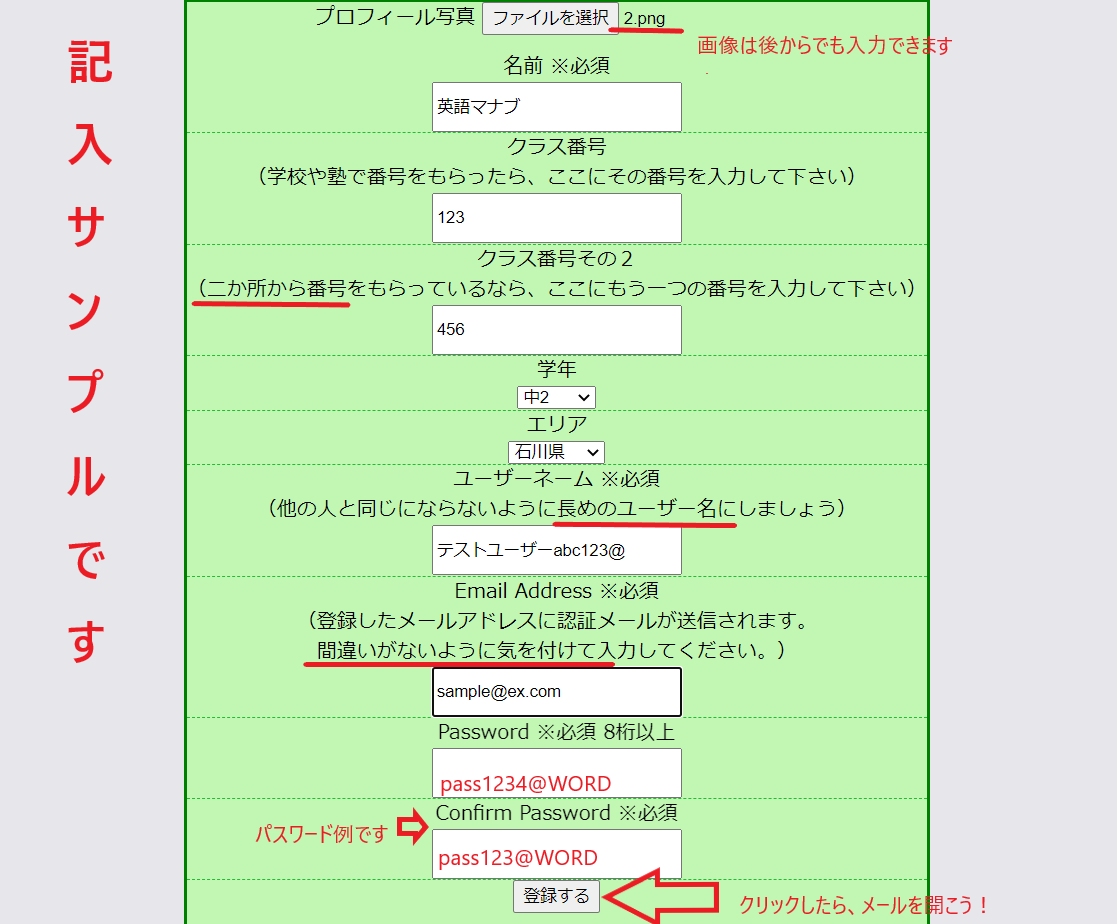 記入サンプルです
プロフィール写真 ファイルを選択 2.png
画像は後からでも入力できます
名前 ※必須
英語マナブ
クラス番号
（学校や塾で番号をもらったら、ここにその番号を入力して下さい）
123
クラス番号その２
（二か所から番号をもらっているなら、ここにもう一つの番号を入力して下さい）
456
学年
中2
エリア
石川県
ユーザーネーム ※必須
（他の人と同じにならないように長めのユーザー名にしましょう）
テストユーザーabc123@
Email Address ※必須
（登録したメールアドレスに認証メールが送信されます。
間違いがないように気を付けて入力してください。）
sample@ex.com
Password ※必須 8桁以上
pass1234@WORD
Confirm Password ※必須
パスワード例です
pass123@WORD
登録する
クリックしたら、メールを開こう！